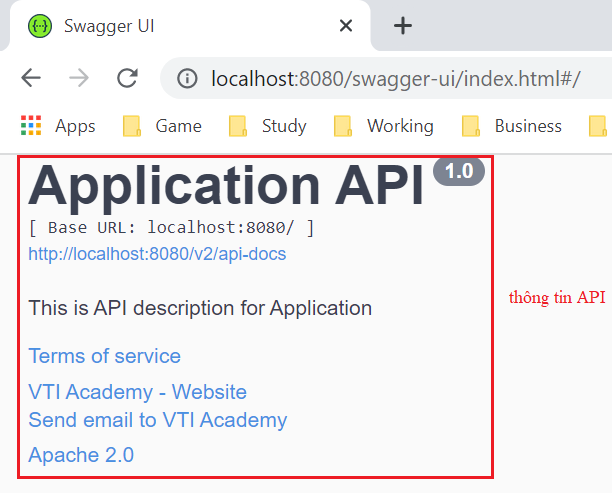 Swagger UI
localhost:8080/swagger-ui/index.html#/
Apps Game Study Working Business
Application API 1.0
[ Base URL: localhost:8080/ ]
http://localhost:8080/v2/api-docs
This is API description for Application
thông tin API
Terms of service
VTI Academy - Website
Send email to VTI Academy
Apache 2.0